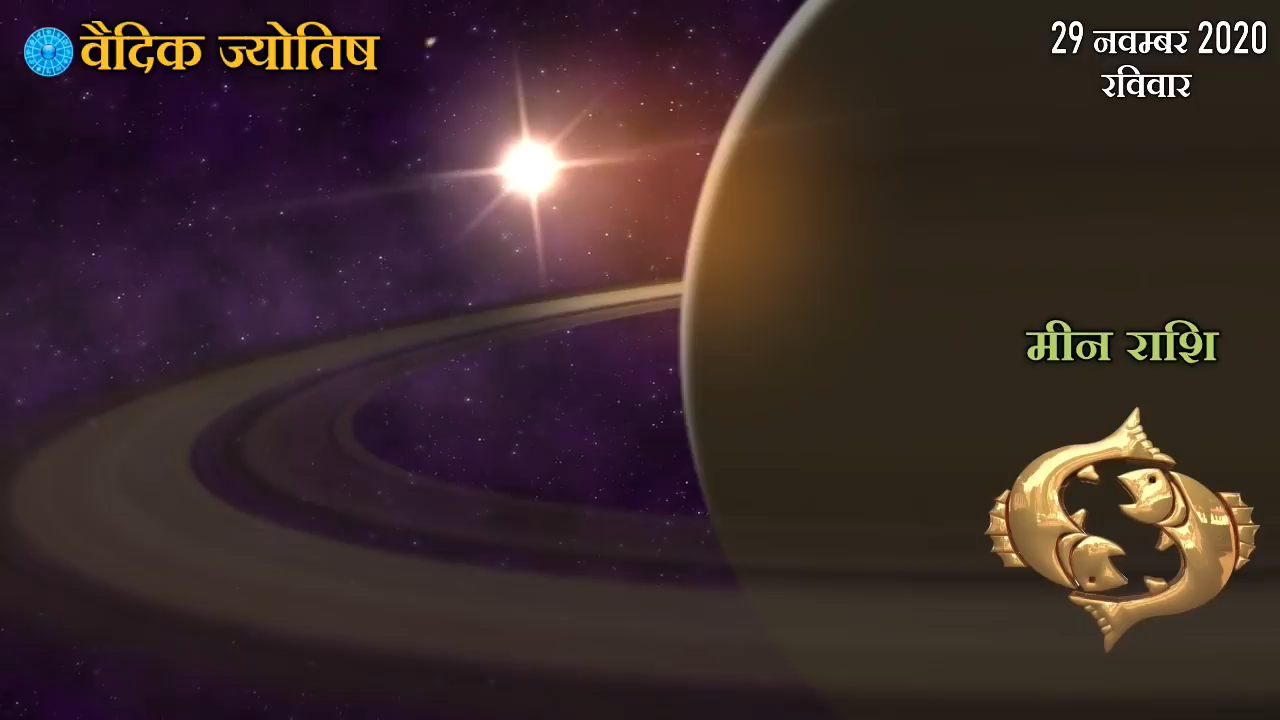 वैदिक ज्योतिष
29 नवम्बर 2020
रविवार
मीन राशि